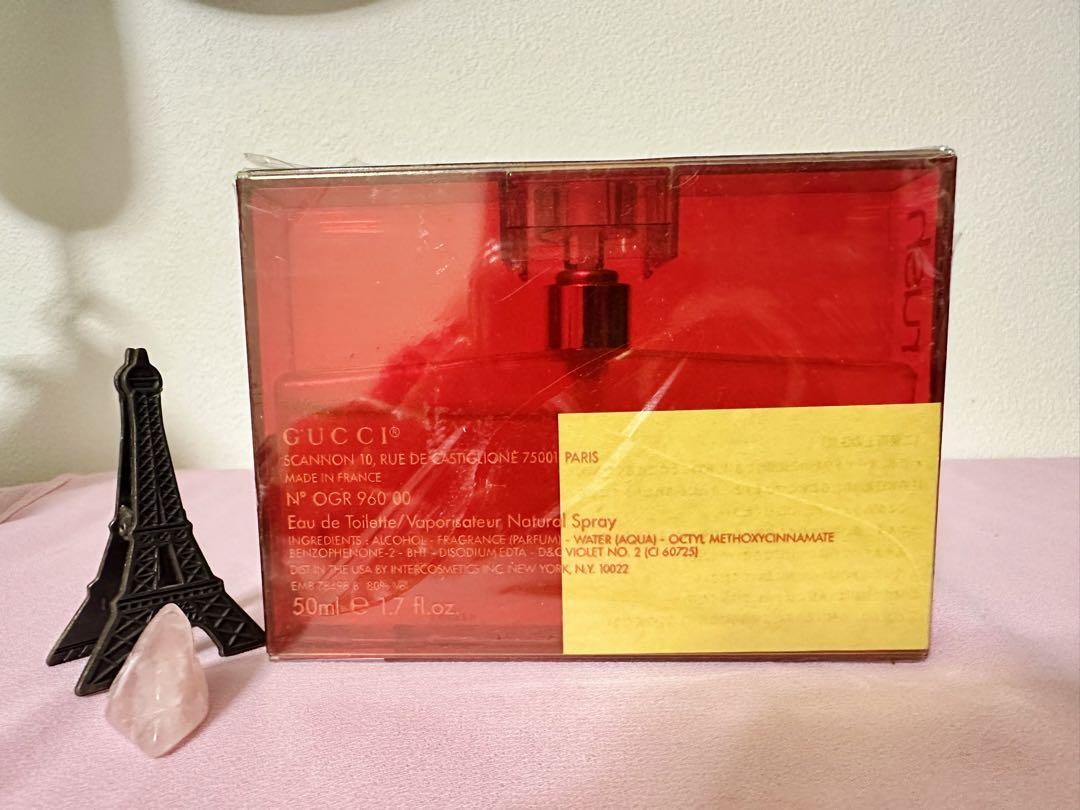 RUSH
GUCCI®
SCANNON 10, RUE DE CASTIGLIONE 75001 PARIS
MADE IN FRANCE
N° OGR 960 00
Eau de Toilette/Vaporisateur Natural Spray
INGREDIENTS : ALCOHOL - FRAGRANCE (PARFUM) - WATER (AQUA) - OCTYL METHOXYCINNAMATE
BENZOPHENONE-2 - BHT - DISODIUM EDTA - D&C VIOLET NO. 2 (CI 60725)
DIST IN THE USA BY INTERCOSMETICS INC NEW YORK, N.Y. 10022
50ml e 1.7 fl.oz.